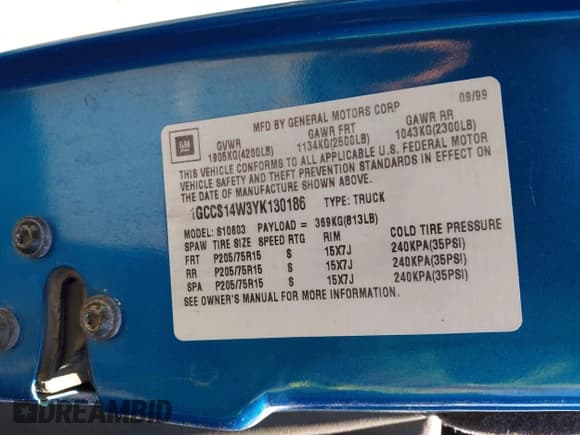 MFD BY GENERAL MOTORS CORP 09/99
GM GVWR GAWR FRT GAWR RR
1905KG(4200LB) 1134KG(2500LB) 1043KG(2300LB)
THIS VEHICLE CONFORMS TO ALL APPLICABLE U.S. FEDERAL MOTOR
VEHICLE SAFETY AND THEFT PREVENTION STANDARDS IN EFFECT ON
THE DATE OF MANUFACTURE SHOWN ABOVE.
1GCCS14W3YK130186 TYPE: TRUCK
MODEL: S10603 PAYLOAD = 369KG(813LB)
SPAW TIRE SIZE SPEED RTG RIM COLD TIRE PRESSURE
FRT P205/75R15 S 15X7J 240KPA(35PSI)
RR P205/75R15 S 15X7J 240KPA(35PSI)
SPA P205/75R15 S 15X7J 240KPA(35PSI)
SEE OWNER'S MANUAL FOR MORE INFORMATION.
DREAMBID